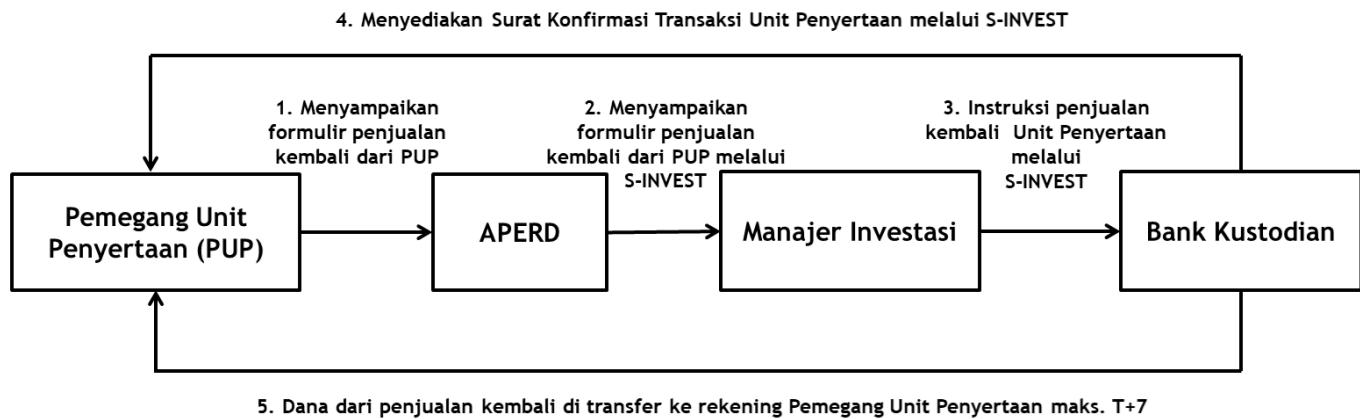 4. Menyediakan Surat Konfirmasi Transaksi Unit Penyertaan melalui S-INVEST
1. Menyampaikan
formulir penjualan
kembali dari PUP
2. Menyampaikan
formulir penjualan
kembali dari PUP melalui
S-INVEST
3. Instruksi penjualan
kembali Unit Penyertaan
melalui
S-INVEST
Pemegang Unit
Penyertaan (PUP)
APERD
Manajer Investasi
Bank Kustodian
5. Dana dari penjualan kembali di transfer ke rekening Pemegang Unit Penyertaan maks. T+7